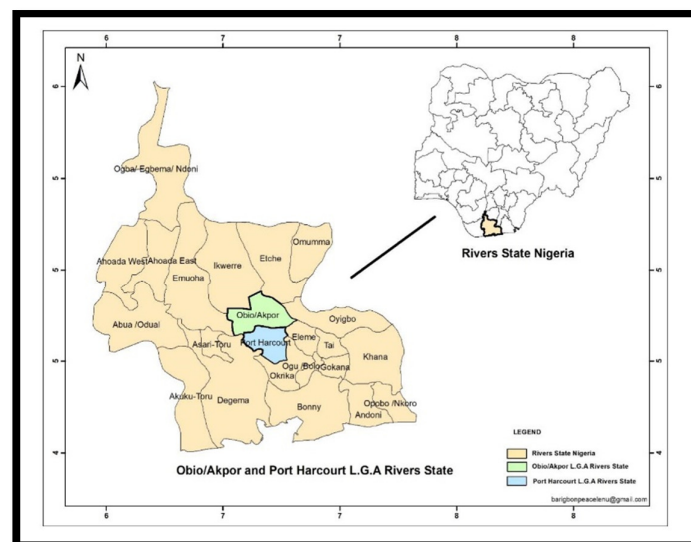 6 7 7 8 8
N
6
5
5
5
4
6
5
5
5
4
Ogba/ Egbema/ Ndoni
Omumma
Ahoada West
Ahoada East
Ikwerre
Etche
Emuoha
Rivers State Nigeria
Obio/Akpor
Oyigbo
Abua /Odual
Asari-Toru
Port Harcourt
Eleme
Tai
Khana
Ogu /Bolo
Gokana
Okrika
Akuku-Toru
Degema
Bonny
Opobo /Nkoro
Andoni
LEGEND
Rivers State Nigeria
Obio/Akpor L.G.A Rivers State
Port Harcourt L.G.A Rivers State
Obio/Akpor and Port Harcourt L.G.A Rivers State
barigbonpeacelenu@gmail.com
6 7 7 8 8